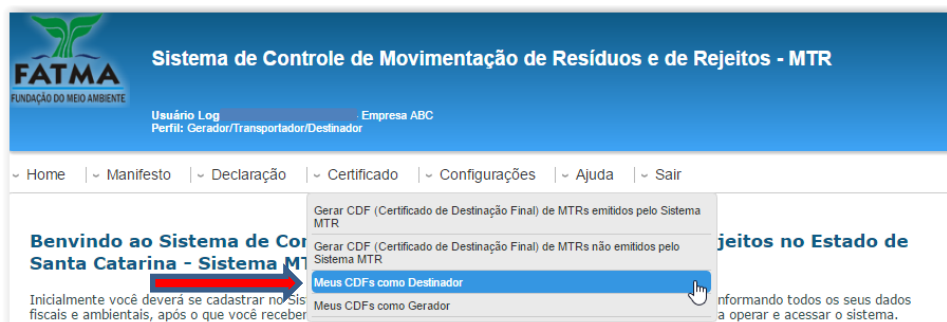 FATMA
FUNDAÇÃO DO MEIO AMBIENTE
Sistema de Controle de Movimentação de Resíduos e de Rejeitos - MTR
Usuário Log Empresa ABC
Perfil: Gerador/Transportador/Destinador
Home Manifesto Declaração Certificado Configurações Ajuda Sair
Gerar CDF (Certificado de Destinação Final) de MTRs emitidos pelo Sistema
MTR
Gerar CDF (Certificado de Destinação Final) de MTRs não emitidos pelo
Sistema MTR
Meus CDFs como Destinador
Meus CDFs como Gerador
Benvindo ao Sistema de Con jeitos no Estado de
Santa Catarina - Sistema MT
Inicialmente você deverá se cadastrar no Sis nformando todos os seus dados
fiscais e ambientais, após o que você receber a operar e acessar o sistema.